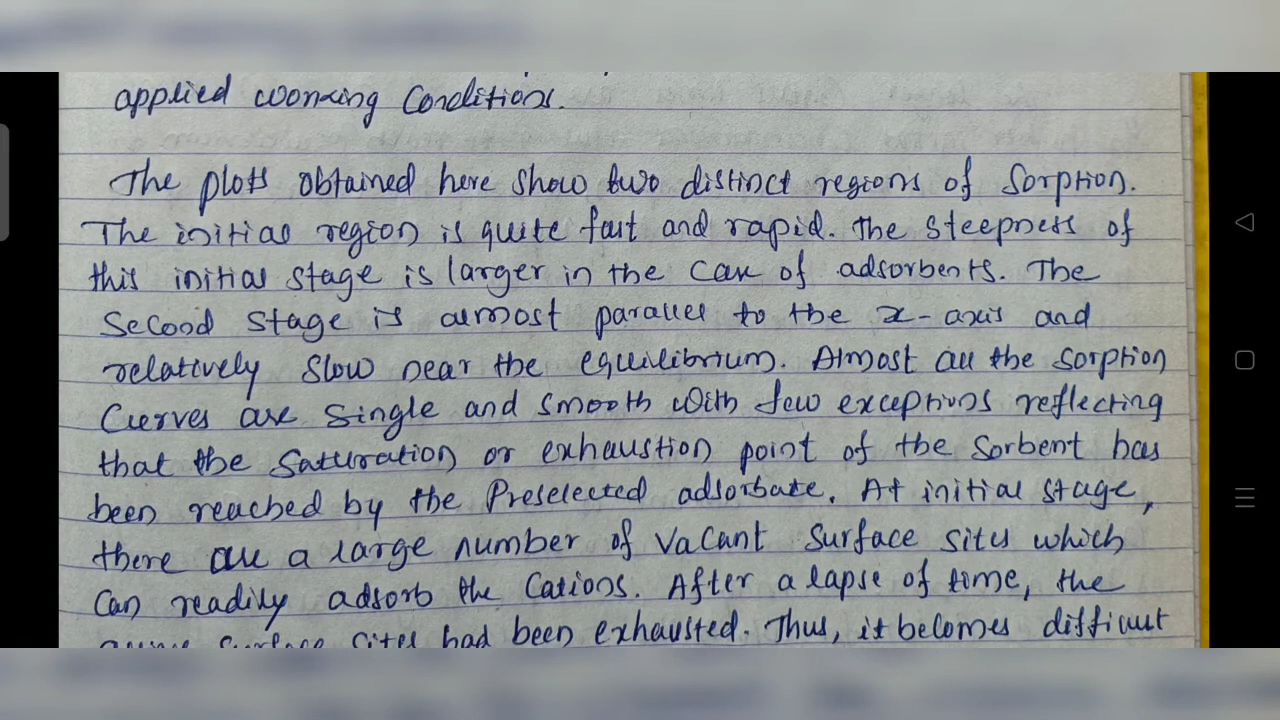 applied working Conditions.
The plots obtained here show two distinct regions of Sorption.
The initial region is quite fast and rapid. The steepness of
this initial stage is larger in the case of adsorbents. The
Second stage is almost parallel to the x-axis and
relatively slow near the equilibrium. Almost all the sorption
Curves are single and smooth with few exceptions reflecting
that the saturation or exhaustion point of the sorbent has
been reached by the Preselected adsorbate. At initial stage,
there are a large number of vacant surface sites which
Can readily adsorb the Cations. After a lapse of time, the
surface sites had been exhausted. Thus, it becomes difficult